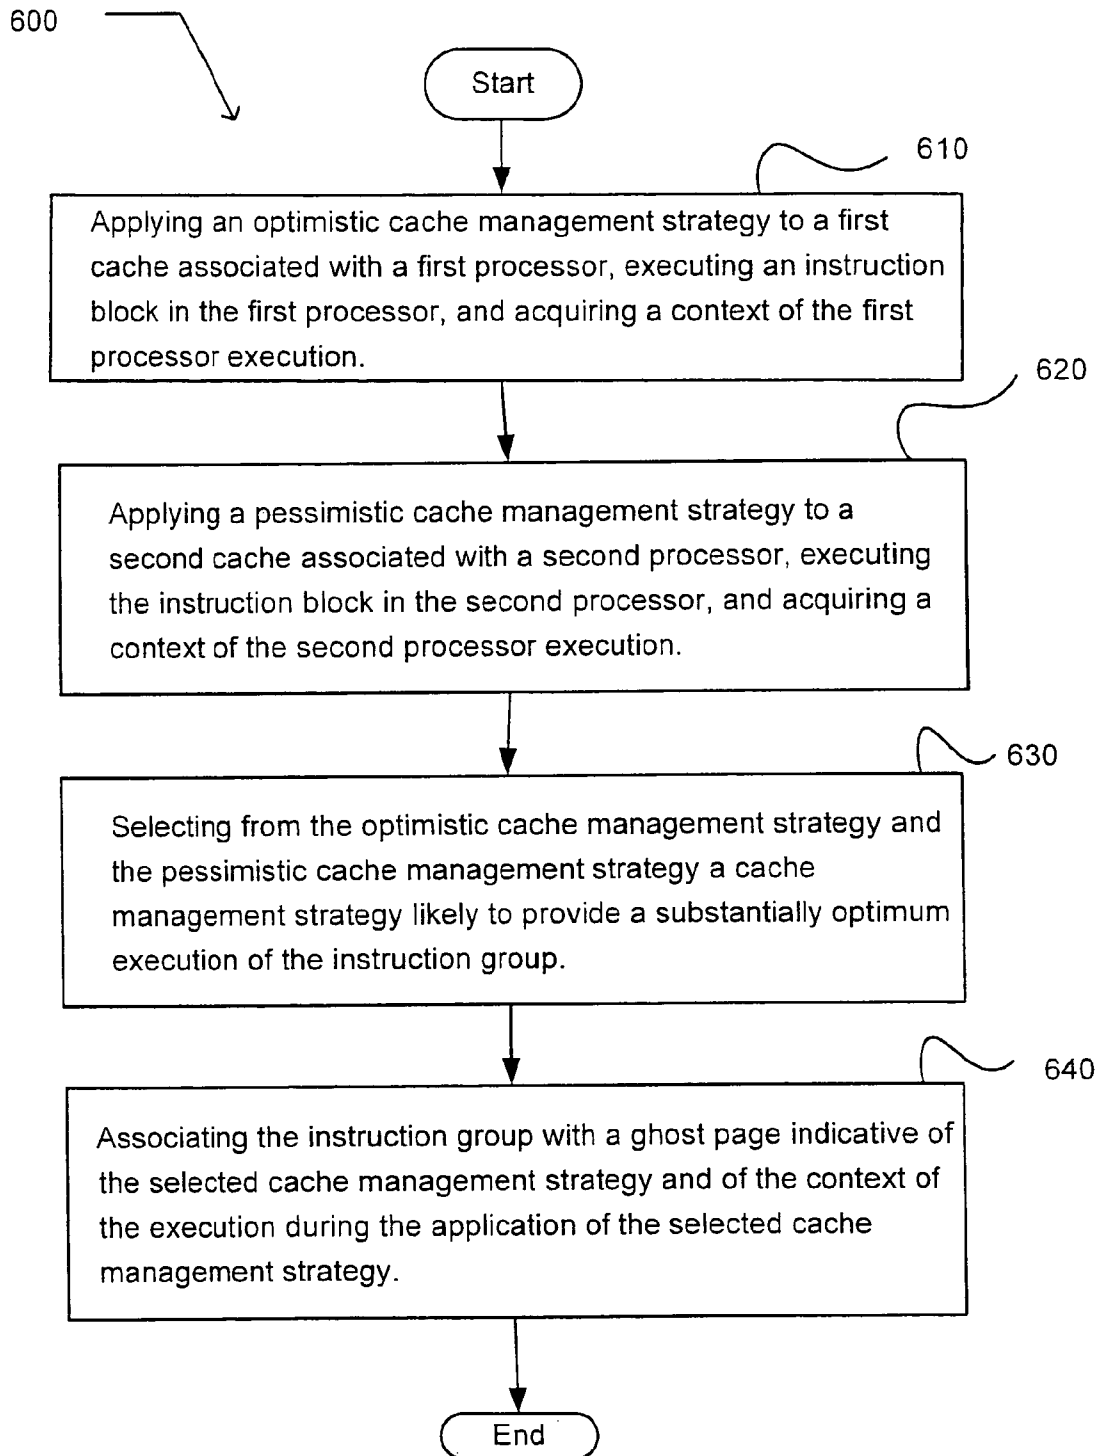 600
Start
610
Applying an optimistic cache management strategy to a first
cache associated with a first processor, executing an instruction
block in the first processor, and acquiring a context of the first
processor execution.
620
Applying a pessimistic cache management strategy to a
second cache associated with a second processor, executing
the instruction block in the second processor, and acquiring a
context of the second processor execution.
630
Selecting from the optimistic cache management strategy and
the pessimistic cache management strategy a cache
management strategy likely to provide a substantially optimum
execution of the instruction group.
640
Associating the instruction group with a ghost page indicative of
the selected cache management strategy and of the context of
the execution during the application of the selected cache
management strategy.
End